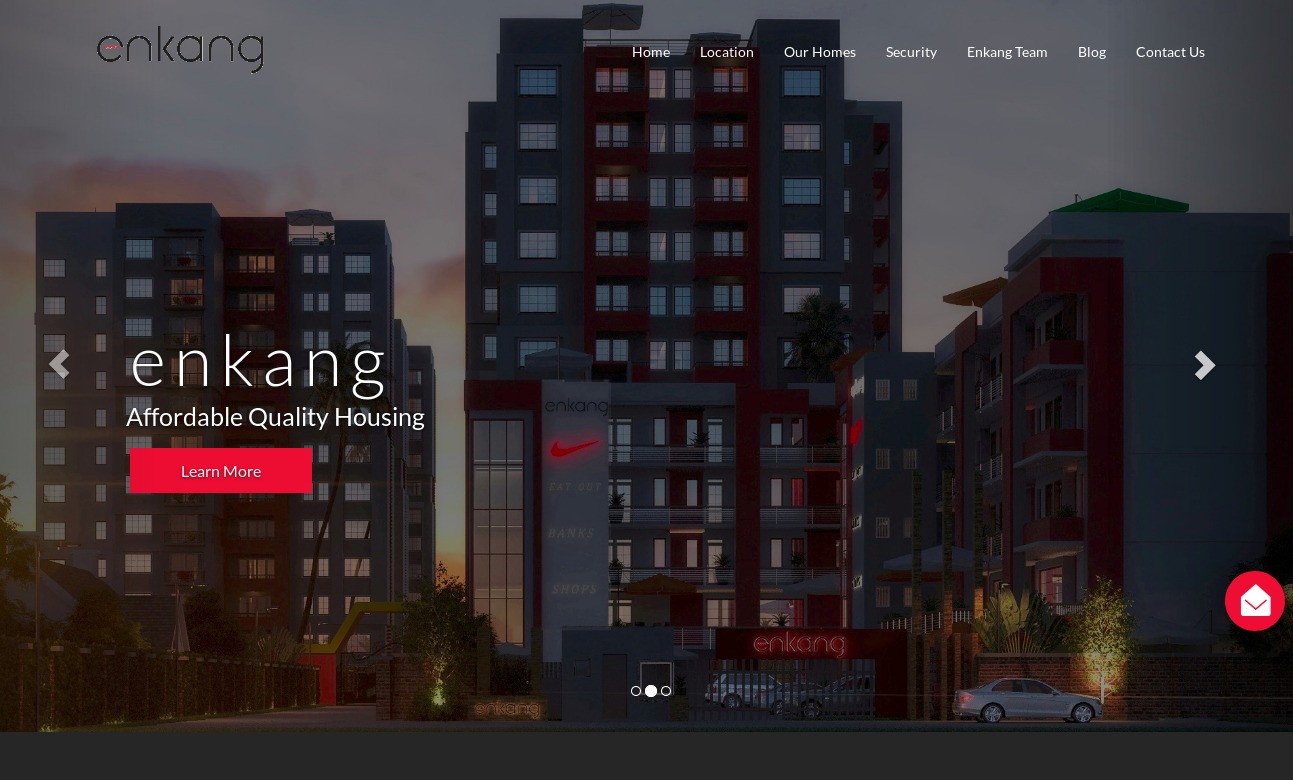 enkang
Home
Location
Our Homes
Security
Enkang Team
Blog
Contact Us
enkang
Affordable Quality Housing
Learn More
enkang
EAT-OUT
BANKS
SHOPS
enkang
enkang